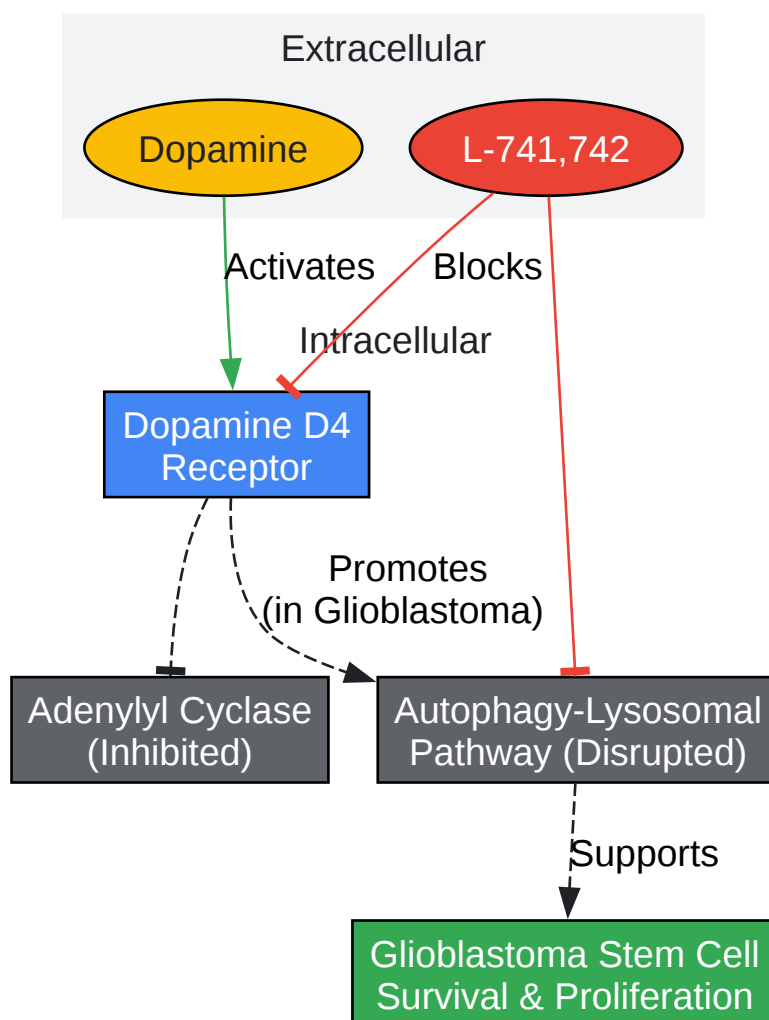 Extracellular
Dopamine
L-741,742
Activates
Blocks
Intracellular
Dopamine D4
Receptor
Promotes
(in Glioblastoma)
Adenylyl Cyclase
(Inhibited)
Autophagy-Lysosomal
Pathway (Disrupted)
Supports
Glioblastoma Stem Cell
Survival & Proliferation